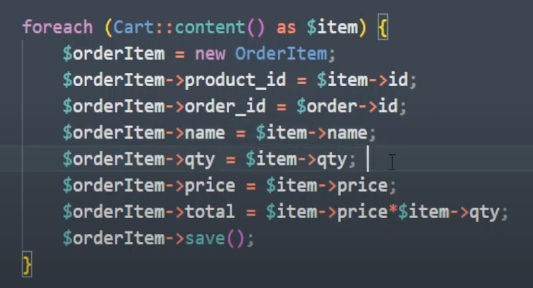 foreach (Cart::content() as $item) {
    $orderItem = new OrderItem;
    $orderItem->product_id = $item->id;
    $orderItem->order_id = $order->id;
    $orderItem->name = $item->name;
    $orderItem->qty = $item->qty;
    $orderItem->price = $item->price;
    $orderItem->total = $item->price*$item->qty;
    $orderItem->save();
}